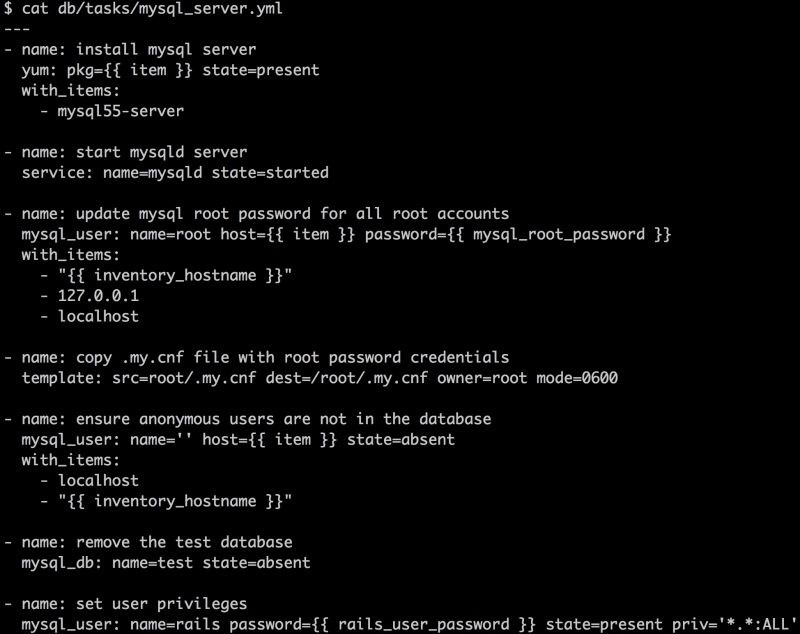 $ cat db/tasks/mysql_server.yml
---
- name: install mysql server
  yum: pkg={{ item }} state=present
  with_items:
    - mysql55-server

- name: start mysqld server
  service: name=mysqld state=started

- name: update mysql root password for all root accounts
  mysql_user: name=root host={{ item }} password={{ mysql_root_password }}
  with_items:
    - "{{ inventory_hostname }}"
    - 127.0.0.1
    - localhost

- name: copy .my.cnf file with root password credentials
  template: src=root/.my.cnf dest=/root/.my.cnf owner=root mode=0600

- name: ensure anonymous users are not in the database
  mysql_user: name='' host={{ item }} state=absent
  with_items:
    - localhost
    - "{{ inventory_hostname }}"

- name: remove the test database
  mysql_db: name=test state=absent

- name: set user privileges
  mysql_user: name=rails password={{ rails_user_password }} state=present priv='*.*:ALL'